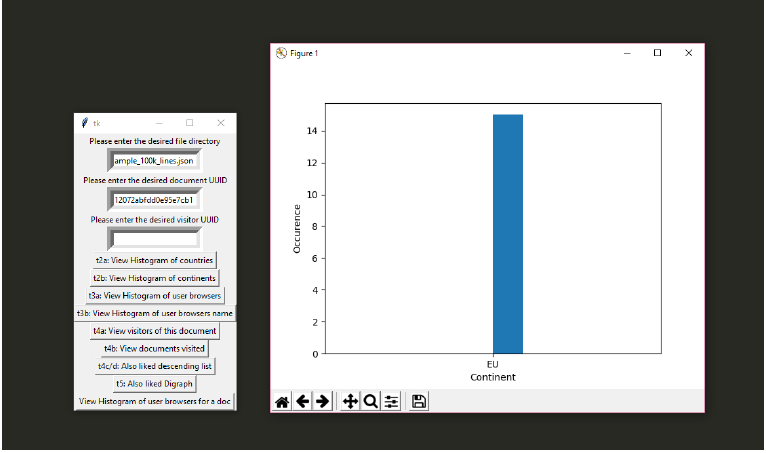 tk
Please enter the desired file directory
ample_100k_lines.json
Please enter the desired document UUID
12072abfdd0e95e7cb1
Please enter the desired visitor UUID
t2a: View Histogram of countries
t2b: View Histogram of continents
t3a: View Histogram of user browsers
t3b: View Histogram of user browsers name
t4a: View visitors of this document
t4b: View documents visited
t4c/d: Also liked descending list
t5: Also liked Digraph
View Histogram of user browsers for a doc
Figure 1
14
12
10
8
6
4
2
0
Occurence
EU
Continent